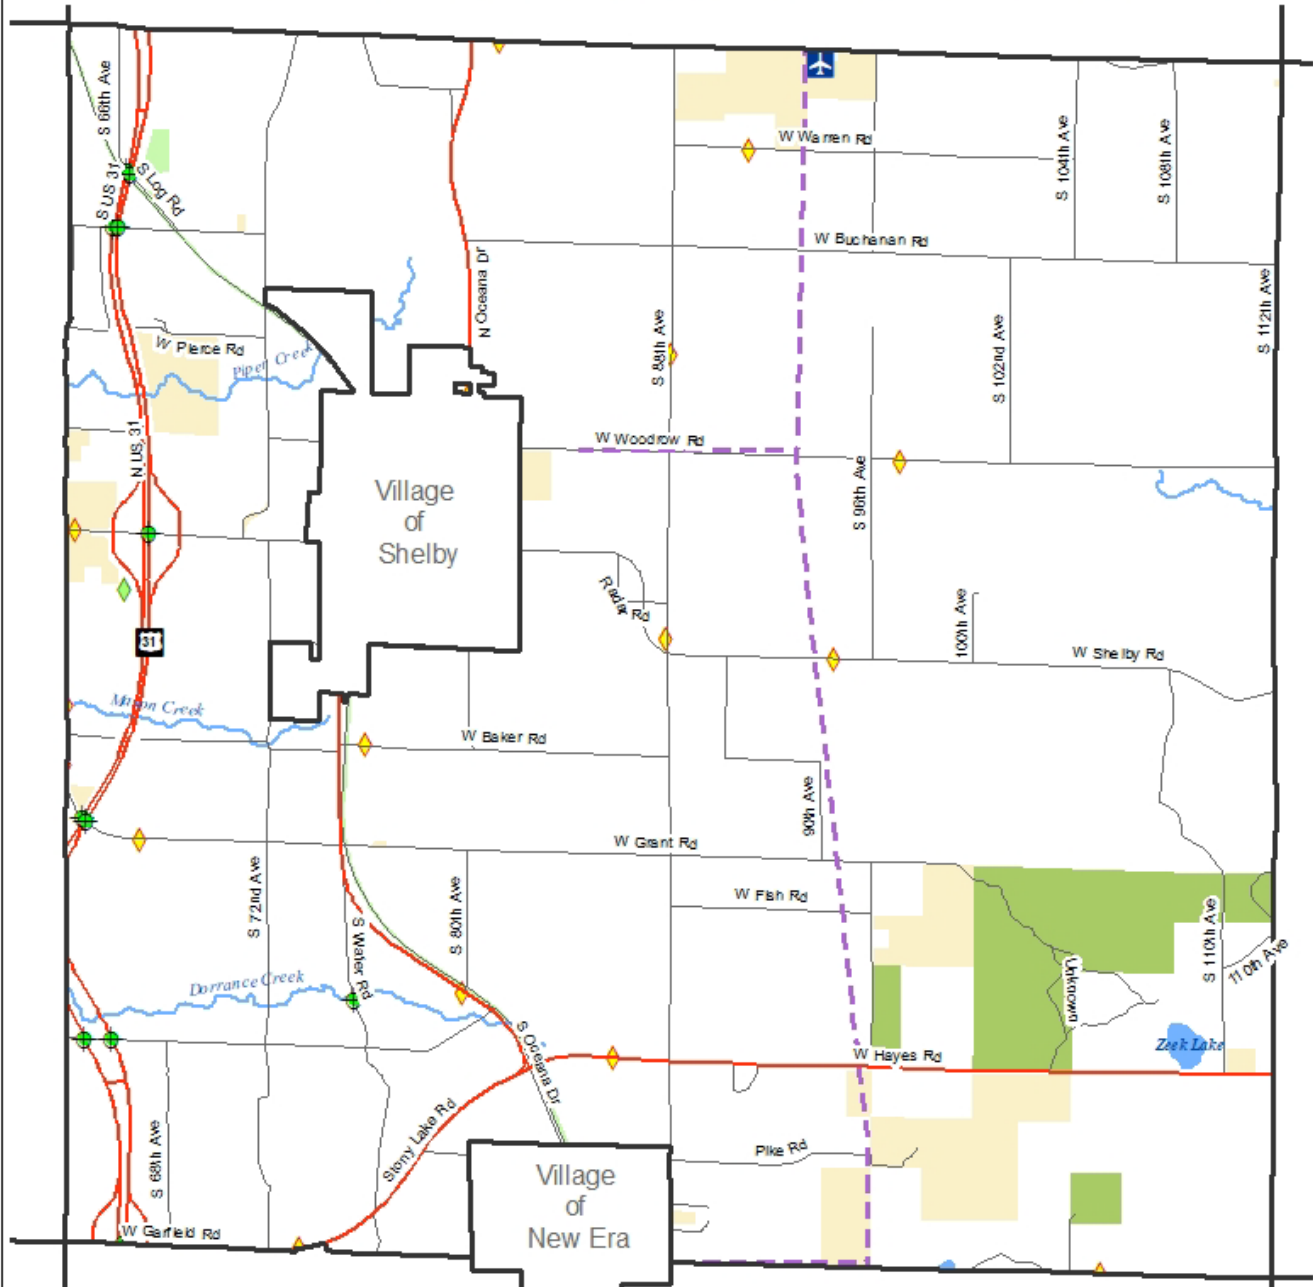 S 66th Ave
S Log Rd
S US 31
W Warren Rd
S 104th Ave
S 108th Ave
W Buchanan Rd
N Oceana Dr
S 112th Ave
W Pierce Rd
Piper Creek
S 88th Ave
S 102nd Ave
N US 31
W Woodrow Rd
S 96th Ave
Village
of
Shelby
Radar Rd
100th Ave
31
W Shelby Rd
Mason Creek
W Baker Rd
90th Ave
W Grant Rd
S 72nd Ave
S 80th Ave
W Fish Rd
S Water Rd
S 110th Ave
110th Ave
Unknown
Dorrance Creek
S Oceana Dr
W Hayes Rd
Zeek Lake
Stony Lake Rd
S 68th Ave
Pike Rd
Village
of
New Era
W Garfield Rd